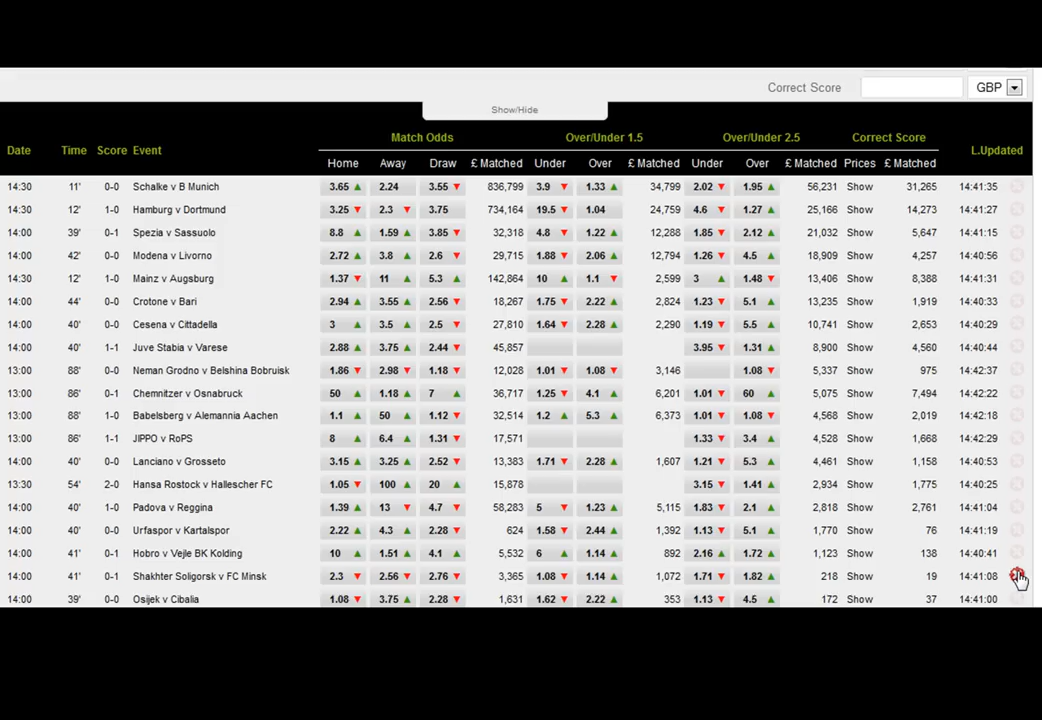 Correct Score GBP
Show/Hide
Match Odds Over/Under 1.5 Over/Under 2.5 Correct Score
Date Time Score Event L.Updated
Home Away Draw £ Matched Under Over £ Matched Under Over £ Matched Prices £ Matched
14:30 11' 0-0 Schalke v B Munich 3.65 2.24 3.55 836,799 3.9 1.33 34,799 2.02 1.95 56,231 Show 31,265 14:41:35
14:30 12' 1-0 Hamburg v Dortmund 3.25 2.3 3.75 734,164 19.5 1.04 24,759 4.6 1.27 25,166 Show 14,273 14:41:27
14:00 39' 0-1 Spezia v Sassuolo 8.8 1.59 3.85 32,318 4.8 1.22 12,288 1.85 2.12 21,032 Show 5,647 14:41:15
14:00 42' 0-0 Modena v Livorno 2.72 3.8 2.6 29,715 1.88 2.06 12,794 1.26 4.5 18,909 Show 4,257 14:40:56
14:30 12' 1-0 Mainz v Augsburg 1.37 11 5.3 142,864 10 1.1 2,599 3 1.48 13,406 Show 8,388 14:41:31
14:00 44' 0-0 Crotone v Bari 2.94 3.55 2.56 18,267 1.75 2.22 2,824 1.23 5.1 13,235 Show 1,919 14:40:33
14:00 40' 0-0 Cesena v Cittadella 3 3.5 2.5 27,810 1.64 2.28 2,290 1.19 5.5 10,741 Show 2,653 14:40:29
14:00 40' 1-1 Juve Stabia v Varese 2.88 3.75 2.44 45,857 3.95 1.31 8,900 Show 4,560 14:40:44
13:00 88' 0-0 Neman Grodno v Belshina Bobruisk 1.86 2.98 1.18 12,028 1.01 1.08 3,146 1.08 5,337 Show 975 14:42:37
13:00 86' 0-1 Chemnitzer v Osnabruck 50 1.18 7 36,717 1.25 4.1 6,201 1.01 60 5,075 Show 7,494 14:42:22
13:00 88' 1-0 Babelsberg v Alemannia Aachen 1.1 50 1.12 32,514 1.2 5.3 6,373 1.01 1.08 4,568 Show 2,019 14:42:18
13:00 86' 1-1 JIPPO v RoPS 8 6.4 1.31 17,571 1.33 3.4 4,528 Show 1,668 14:42:29
14:00 40' 0-0 Lanciano v Grosseto 3.15 3.25 2.52 13,383 1.71 2.28 1,607 1.21 5.3 4,461 Show 1,158 14:40:53
13:30 54' 2-0 Hansa Rostock v Hallescher FC 1.05 100 20 15,878 3.15 1.41 2,934 Show 1,775 14:40:25
14:00 40' 1-0 Padova v Reggina 1.39 13 4.7 58,283 5 1.23 5,115 1.83 2.1 2,818 Show 2,761 14:41:04
14:00 40' 0-0 Urfaspor v Kartalspor 2.22 4.3 2.28 624 1.58 2.44 1,392 1.13 5.1 1,770 Show 76 14:41:19
14:00 41' 0-1 Hobro v Vejle BK Kolding 10 1.51 4.1 5,532 6 1.14 892 2.16 1.72 1,123 Show 138 14:40:41
14:00 41' 0-1 Shakhter Soligorsk v FC Minsk 2.3 2.56 2.76 3,365 1.08 1.14 1,072 1.71 1.82 218 Show 19 14:41:08
14:00 39' 0-0 Osijek v Cibalia 1.08 3.75 2.28 1,631 1.62 2.22 353 1.13 4.5 172 Show 37 14:41:00